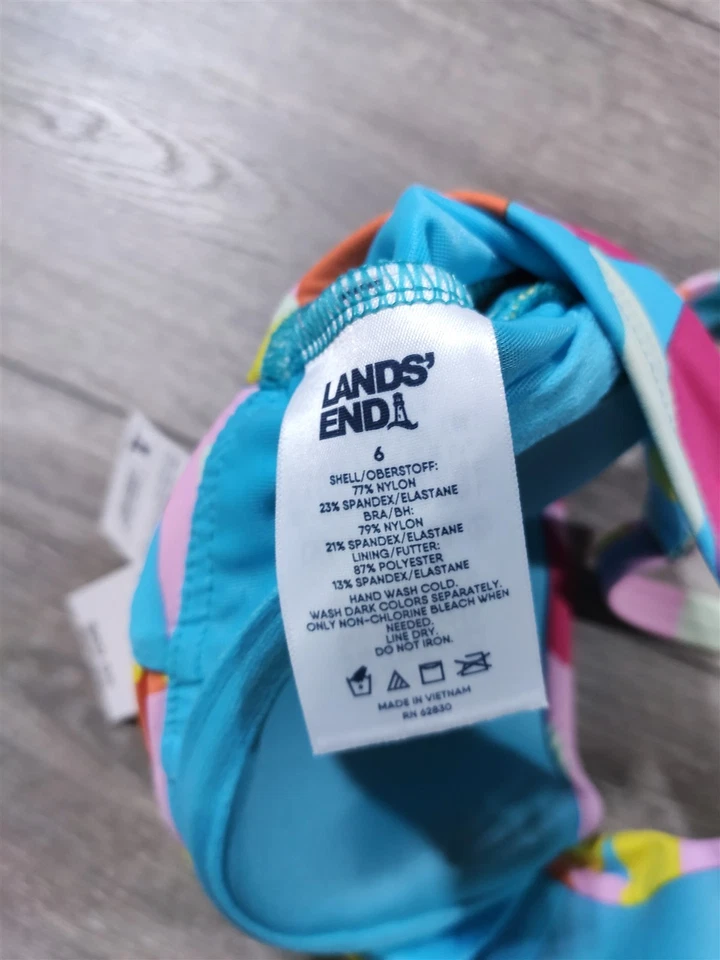 LANDS'
END
6
SHELL/OBERSTOFF:
77% NYLON
23% SPANDEX/ELASTANE
BRA/BH:
79% NYLON
21% SPANDEX/ELASTANE
LINING/FUTTER:
87% POLYESTER
13% SPANDEX/ELASTANE
HAND WASH COLD.
WASH DARK COLORS SEPARATELY.
ONLY NON-CHLORINE BLEACH WHEN
NEEDED.
LINE DRY.
DO NOT IRON.
MADE IN VIETNAM
RN 62830